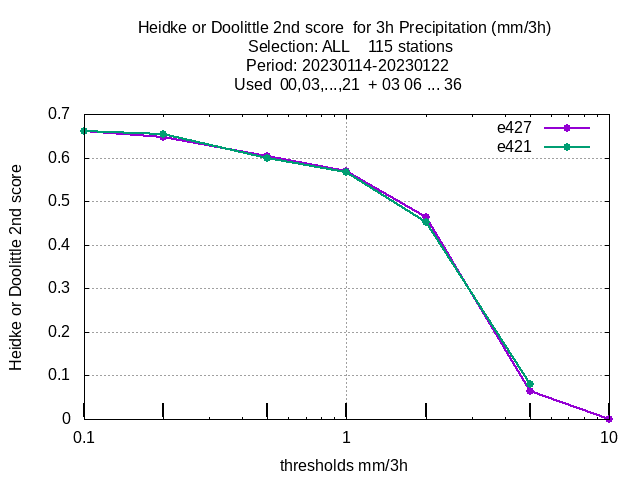 Heidke or Doolittle 2nd score  for 3h Precipitation (mm/3h)
Selection: ALL    115 stations
Period: 20230114-20230122
Used  00,03,...,21  + 03 06 ... 36
e427
e421
0.7
0.6
0.5
0.4
0.3
0.2
0.1
0
Heidke or Doolittle 2nd score
0.1
1
10
thresholds mm/3h